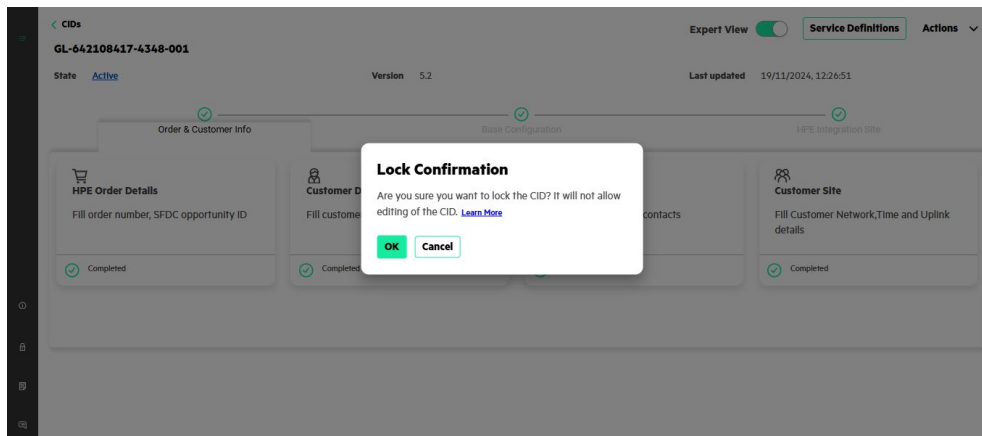 CIDs
GL-642108417-4348-001
Expert View
Service Definitions
Actions
State Active
Version 5.2
Last updated 19/11/2024, 12:26:51
Order & Customer Info
Base Configuration
HPE Integration Site
HPE Order Details
Fill order number, SFDC opportunity ID
Completed
Customer D
Fill custome
Completed
contacts
Customer Site
Fill Customer Network,Time and Uplink
details
Completed
Lock Confirmation
Are you sure you want to lock the CID? It will not allow
editing of the CID. Learn More
OK Cancel